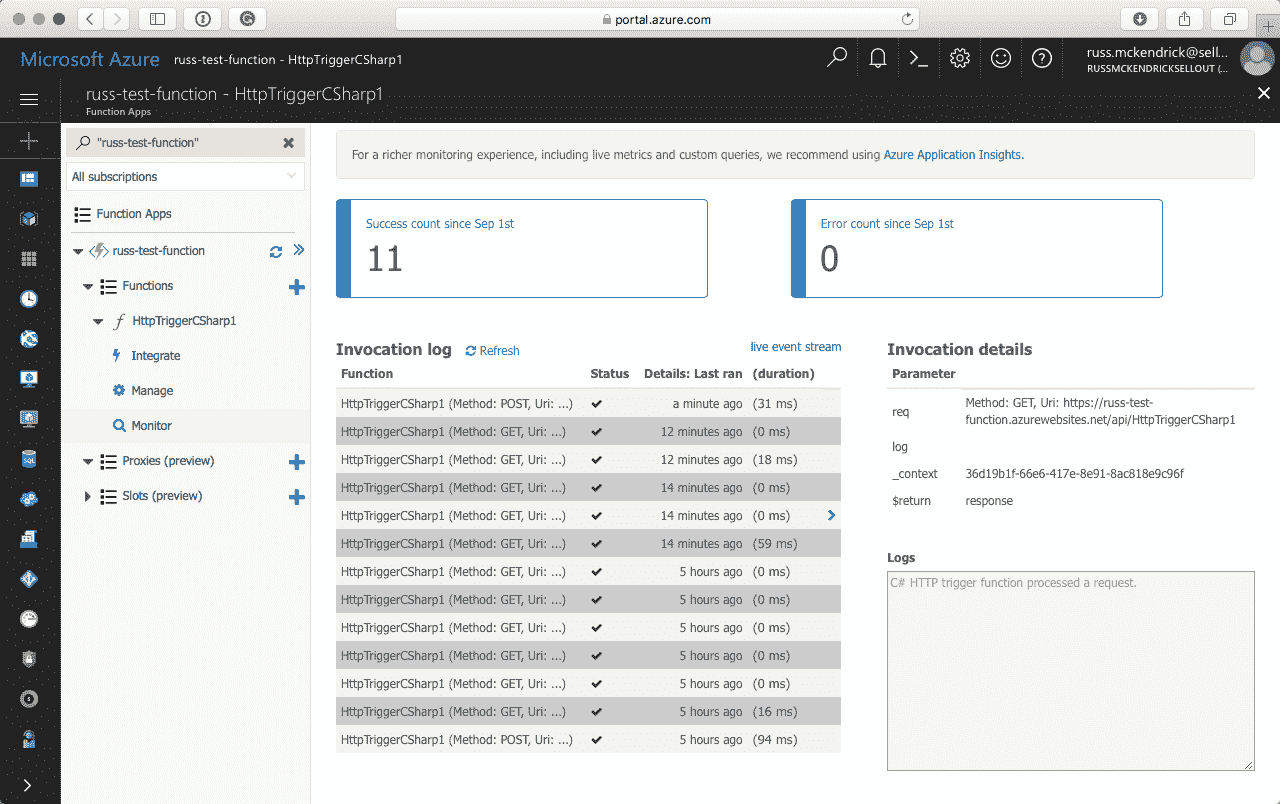 portal.azure.com
Microsoft Azure russ-test-function - HttpTriggerCSharp1
russ.mckendrick@sell...
RUSSMCKENDRICKSELLOUT (...
russ-test-function - HttpTriggerCSharp1
Function Apps
"russ-test-function"
All subscriptions
Function Apps
russ-test-function
Functions
HttpTriggerCSharp1
Integrate
Manage
Monitor
Proxies (preview)
Slots (preview)
For a richer monitoring experience, including live metrics and custom queries, we recommend using Azure Application Insights.
Success count since Sep 1st
11
Error count since Sep 1st
0
Invocation log Refresh live event stream
Function Status Details: Last ran (duration)
HttpTriggerCSharp1 (Method: POST, Uri: ...) a minute ago (31 ms)
HttpTriggerCSharp1 (Method: GET, Uri: ...) 12 minutes ago (0 ms)
HttpTriggerCSharp1 (Method: GET, Uri: ...) 12 minutes ago (18 ms)
HttpTriggerCSharp1 (Method: GET, Uri: ...) 14 minutes ago (0 ms)
HttpTriggerCSharp1 (Method: GET, Uri: ...) 14 minutes ago (0 ms)
HttpTriggerCSharp1 (Method: GET, Uri: ...) 14 minutes ago (59 ms)
HttpTriggerCSharp1 (Method: GET, Uri: ...) 5 hours ago (0 ms)
HttpTriggerCSharp1 (Method: GET, Uri: ...) 5 hours ago (0 ms)
HttpTriggerCSharp1 (Method: GET, Uri: ...) 5 hours ago (0 ms)
HttpTriggerCSharp1 (Method: GET, Uri: ...) 5 hours ago (0 ms)
HttpTriggerCSharp1 (Method: GET, Uri: ...) 5 hours ago (0 ms)
HttpTriggerCSharp1 (Method: GET, Uri: ...) 5 hours ago (16 ms)
HttpTriggerCSharp1 (Method: POST, Uri: ...) 5 hours ago (94 ms)
Invocation details
Parameter
req Method: GET, Uri: https://russ-test-
function.azurewebsites.net/api/HttpTriggerCSharp1
log
_context 36d19b1f-66e6-417e-8e91-8ac818e9c96f
$return response
Logs
C# HTTP trigger function processed a request.